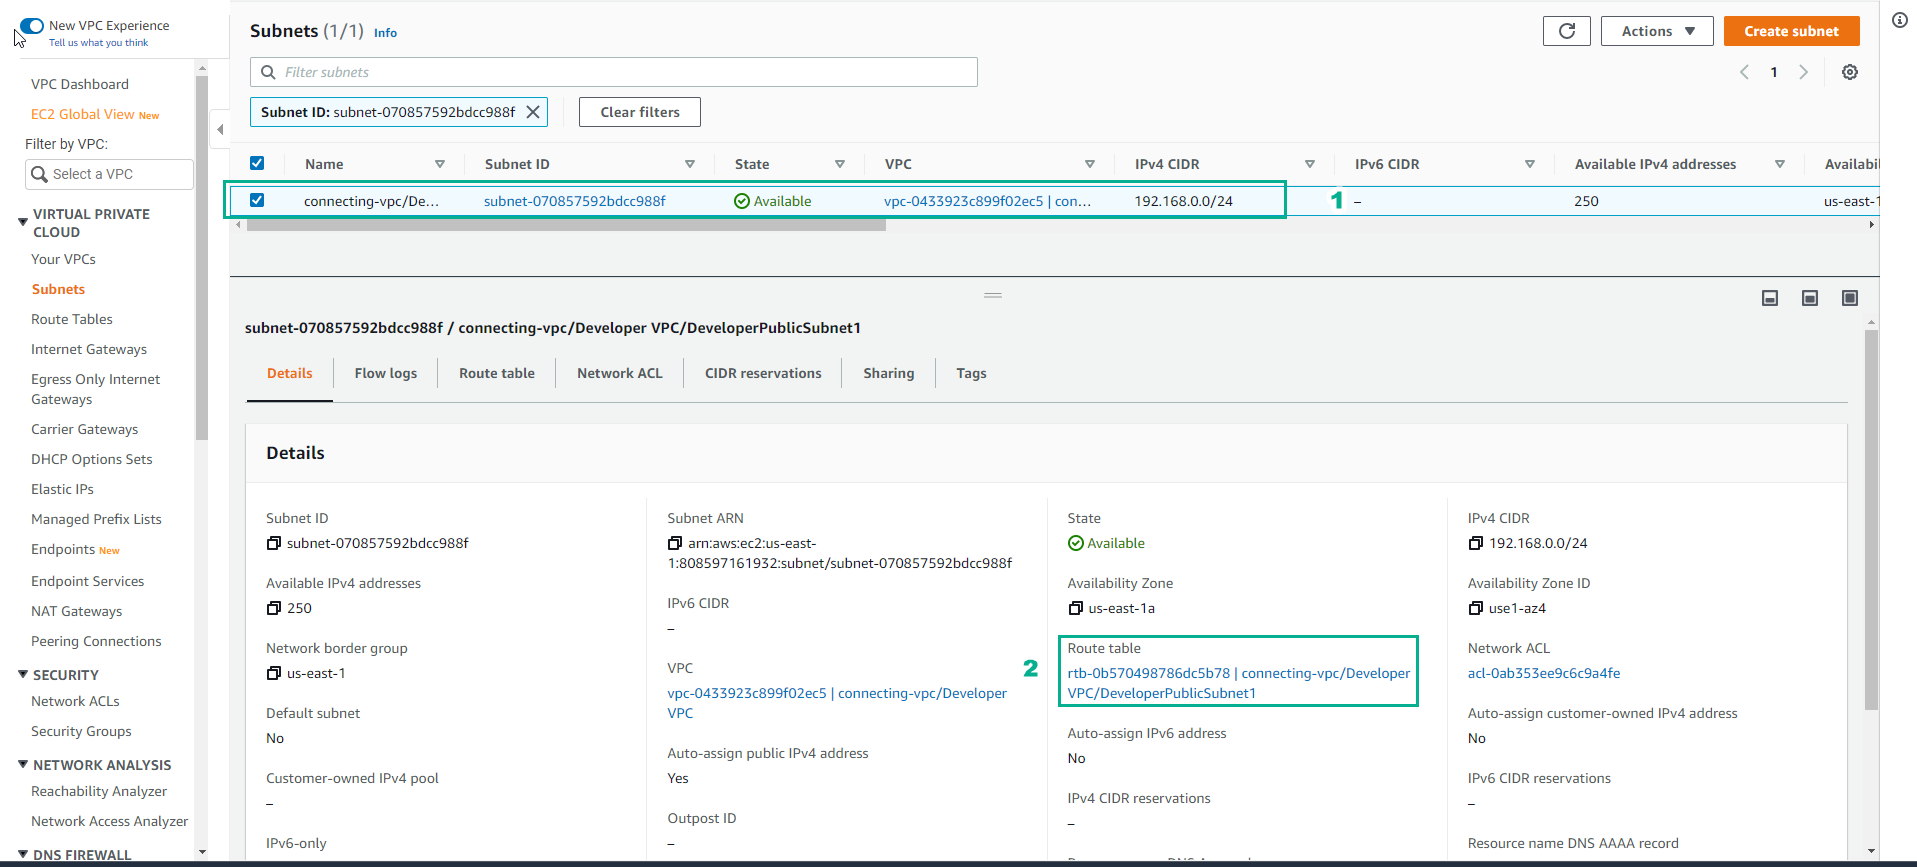 New VPC Experience
Tell us what you think
VPC Dashboard
EC2 Global View New
Filter by VPC:
Select a VPC
VIRTUAL PRIVATE
CLOUD
Your VPCs
Subnets
Route Tables
Internet Gateways
Egress Only Internet
Gateways
Carrier Gateways
DHCP Options Sets
Elastic IPs
Managed Prefix Lists
Endpoints New
Endpoint Services
NAT Gateways
Peering Connections
SECURITY
Network ACLs
Security Groups
NETWORK ANALYSIS
Reachability Analyzer
Network Access Analyzer
DNS FIREWALL
Subnets (1/1) Info
Actions
Create subnet
Filter subnets
1
Subnet ID: subnet-070857592bdcc988f
Clear filters
Name Subnet ID State VPC IPv4 CIDR IPv6 CIDR Available IPv4 addresses Availabil
connecting-vpc/De... subnet-070857592bdcc988f Available vpc-0433923c899f02ec5 | con... 192.168.0.0/24 1 – 250 us-east-1
subnet-070857592bdcc988f / connecting-vpc/Developer VPC/DeveloperPublicSubnet1
Details Flow logs Route table Network ACL CIDR reservations Sharing Tags
Details
Subnet ID
subnet-070857592bdcc988f
Available IPv4 addresses
250
Network border group
us-east-1
Default subnet
No
Customer-owned IPv4 pool
–
IPv6-only
Subnet ARN
arn:aws:ec2:us-east-
1:808597161932:subnet/subnet-070857592bdcc988f
IPv6 CIDR
–
VPC
vpc-0433923c899f02ec5 | connecting-vpc/Developer
VPC
Auto-assign public IPv4 address
Yes
Outpost ID
–
State
Available
Availability Zone
us-east-1a
2
Route table
rtb-0b570498786dc5b78 | connecting-vpc/Developer
VPC/DeveloperPublicSubnet1
Auto-assign IPv6 address
No
IPv4 CIDR reservations
–
IPv4 CIDR
192.168.0.0/24
Availability Zone ID
use1-az4
Network ACL
acl-0ab353ee9c6c9a4fe
Auto-assign customer-owned IPv4 address
No
IPv6 CIDR reservations
–
Resource name DNS AAAA record